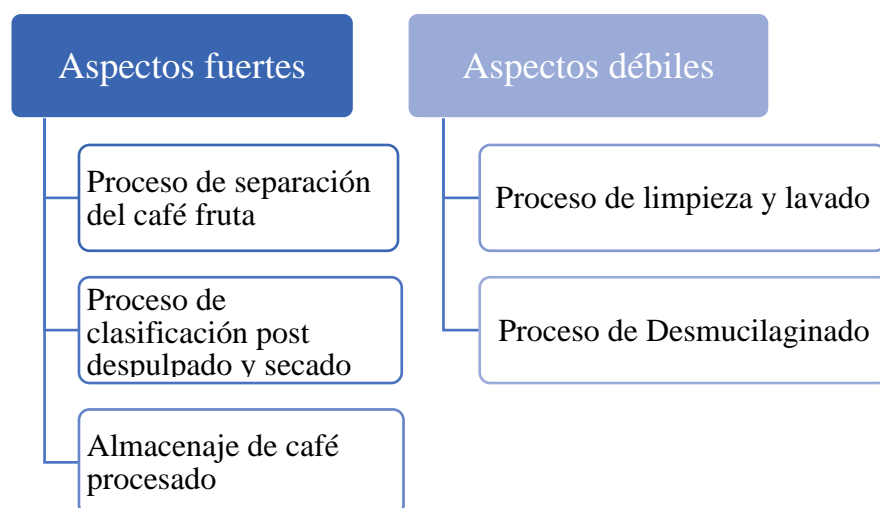 Aspectos fuertes
Proceso de separación
del café fruta
Proceso de
clasificación post
despulpado y secado
Almacenaje de café
procesado
Aspectos débiles
Proceso de limpieza y lavado
Proceso de Desmucilaginado